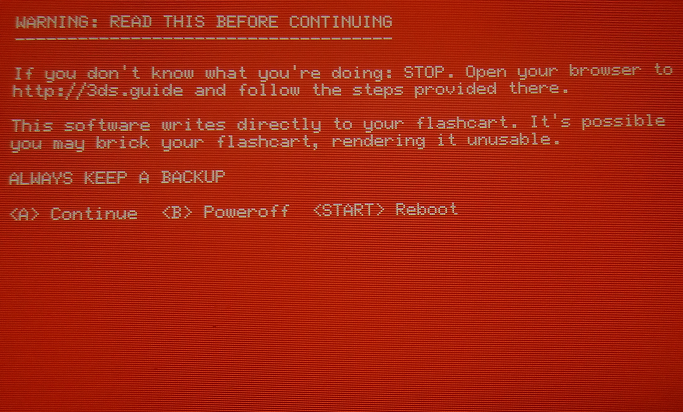 WARNING: READ THIS BEFORE CONTINUING
------------------------------------
If you don't know what you're doing: STOP. Open your browser to
http://3ds.guide and follow the steps provided there.
This software writes directly to your flashcart. It's possible
you may brick your flashcart, rendering it unusable.
ALWAYS KEEP A BACKUP
<A> Continue  <B> Poweroff  <START> Reboot